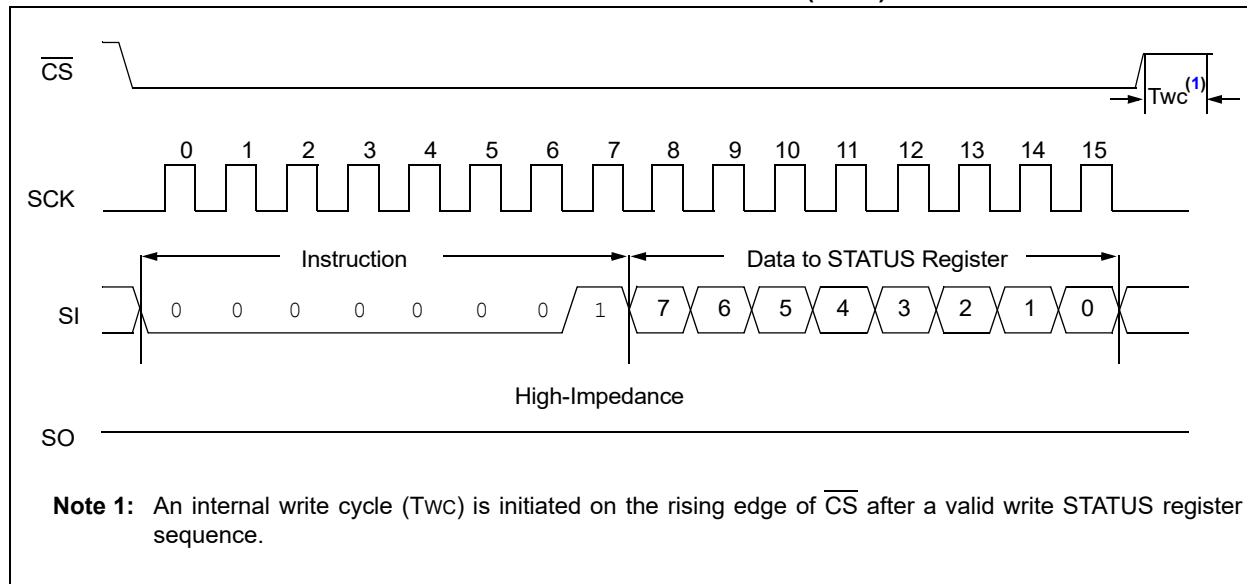 CS
Twc(1)
0 1 2 3 4 5 6 7 8 9 10 11 12 13 14 15
SCK
Instruction Data to STATUS Register
SI 0 0 0 0 0 0 0 1 7 6 5 4 3 2 1 0
High-Impedance
SO
Note 1: An internal write cycle (TWC) is initiated on the rising edge of CS after a valid write STATUS register
sequence.